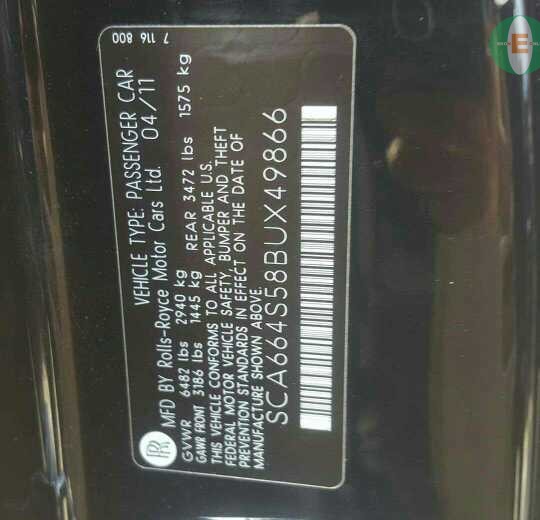 7 116 800
VEHICLE TYPE: PASSENGER CAR
MFD BY Rolls-Royce Motor Cars Ltd. 04/11
GVWR 6482 lbs 2940 kg
GAWR FRONT 3186 lbs 1445 kg REAR 3472 lbs 1575 kg
THIS VEHICLE CONFORMS TO ALL APPLICABLE U.S.
FEDERAL MOTOR VEHICLE SAFETY, BUMPER AND THEFT
PREVENTION STANDARDS IN EFFECT ON THE DATE OF
MANUFACTURE SHOWN ABOVE.
SCA664S58BUX49866
RR
E